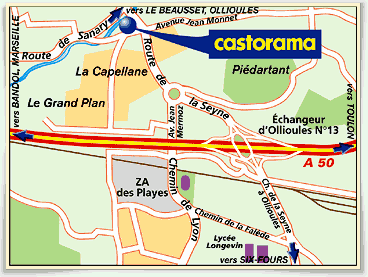 vers LE BEAUSSET, OLLIOULES
Avenue Jean Monnet
castorama
vers BANDOL, MARSEILLE
Route de Sanary
Route de la Seyne
La Capellane
Piédartant
vers TOULON
Le Grand Plan
Av. Jean
Mermon
Échangeur
d'Ollioules N°13
A 50
ZA
des Playes
Chemin de Lyon
Ch. de la Seyne
à Ollioules
Chemin de la Falède
Lycée
Langevin
vers SIX-FOURS